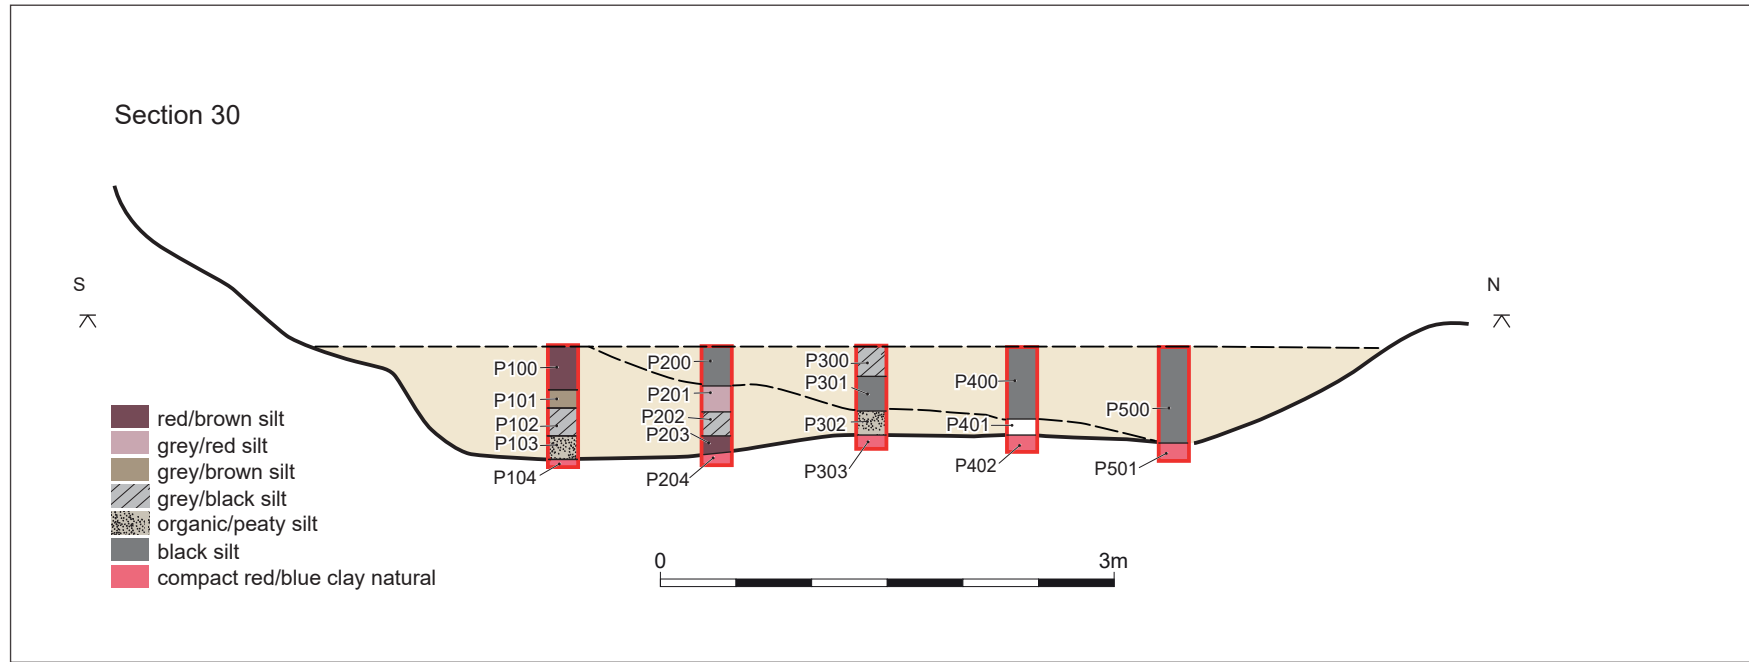 Section 30
S
N
P100
P101
P102
P103
P104
P200
P201
P202
P203
P204
P300
P301
P302
P303
P400
P401
P402
P500
P501
red/brown silt
grey/red silt
grey/brown silt
grey/black silt
organic/peaty silt
black silt
compact red/blue clay natural
0
3m